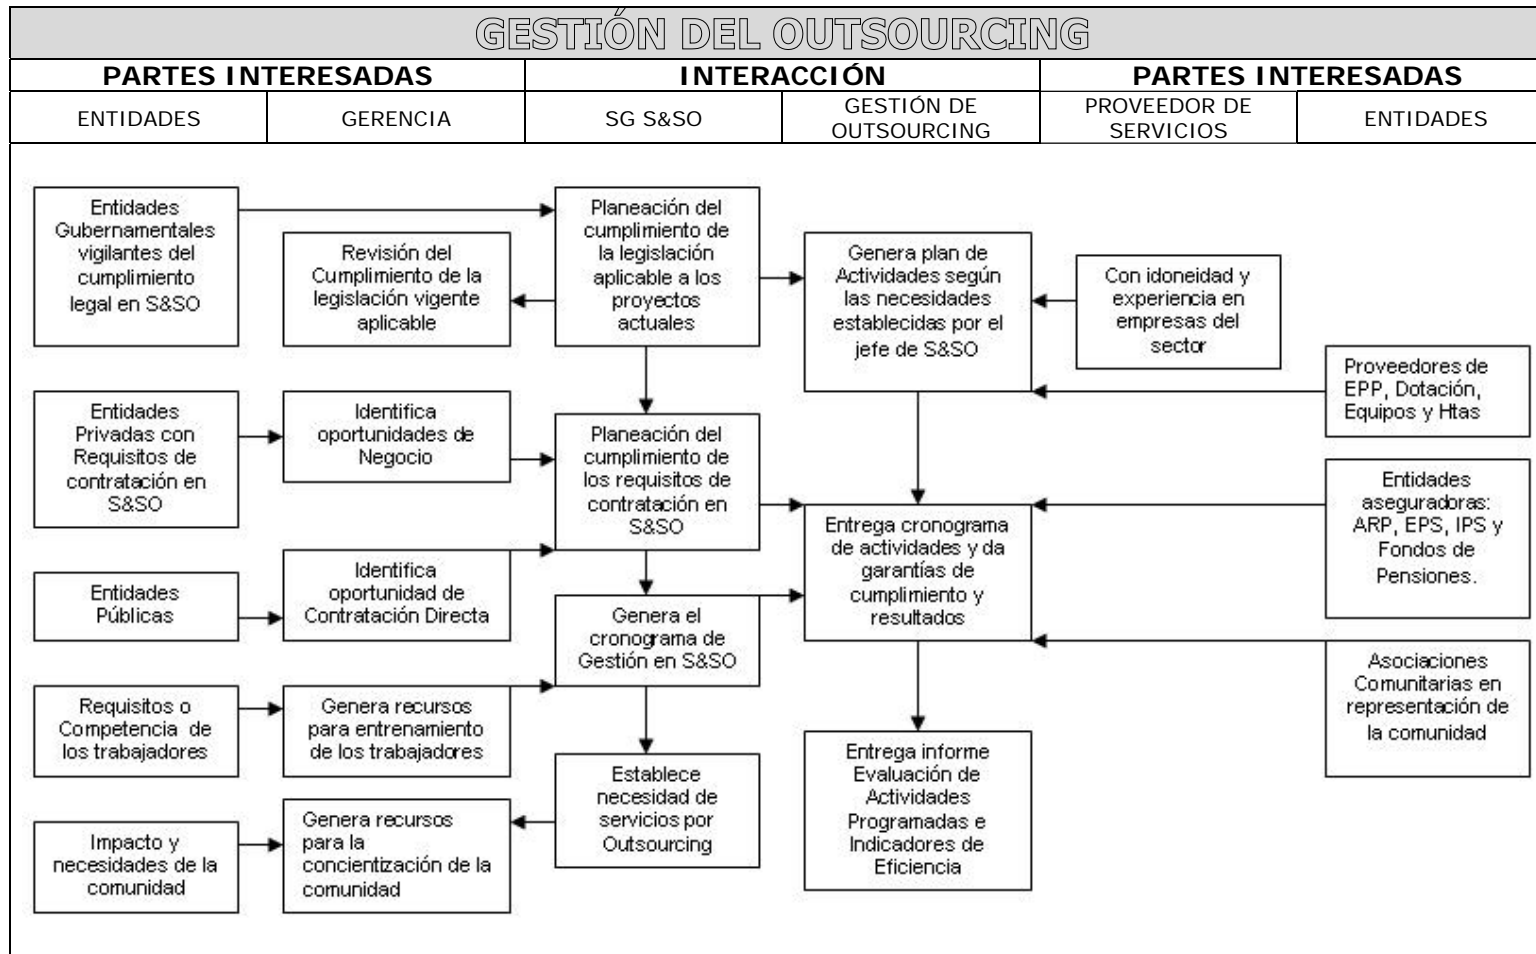 GESTIÓN DEL OUTSOURCING
PARTES INTERESADAS
INTERACCIÓN
PARTES INTERESADAS
ENTIDADES
GERENCIA
SG S&SO
GESTIÓN DE
OUTSOURCING
PROVEEDOR DE
SERVICIOS
ENTIDADES
Entidades
Gubernamentales
vigilantes del
cumplimiento
legal en S&SO
Revisión del
Cumplimiento de la
legislación vigente
aplicable
Planeación del
cumplimiento de
la legislación
aplicable a los
proyectos
actuales
Genera plan de
Actividades según
las necesidades
establecidas por el
jefe de S&SO
Con idoneidad y
experiencia en
empresas del
sector
Proveedores de
EPP, Dotación,
Equipos y Htas
Entidades
Privadas con
Requisitos de
contratación en
S&SO
Identifica
oportunidades de
Negocio
Planeación del
cumplimiento de
los requisitos de
contratación en
S&SO
Entrega cronograma
de actividades y da
garantías de
cumplimiento y
resultados
Entidades
aseguradoras:
ARP, EPS, IPS y
Fondos de
Pensiones.
Entidades
Públicas
Identifica
oportunidad de
Contratación Directa
Genera el
cronograma de
Gestión en S&SO
Asociaciones
Comunitarias en
representación de
la comunidad
Requisitos o
Competencia de
los trabajadores
Genera recursos
para entrenamiento
de los trabajadores
Establece
necesidad de
servicios por
Outsourcing
Entrega informe
Evaluación de
Actividades
Programadas e
Indicadores de
Eficiencia
Impacto y
necesidades de la
comunidad
Genera recursos
para la
concientización de la
comunidad